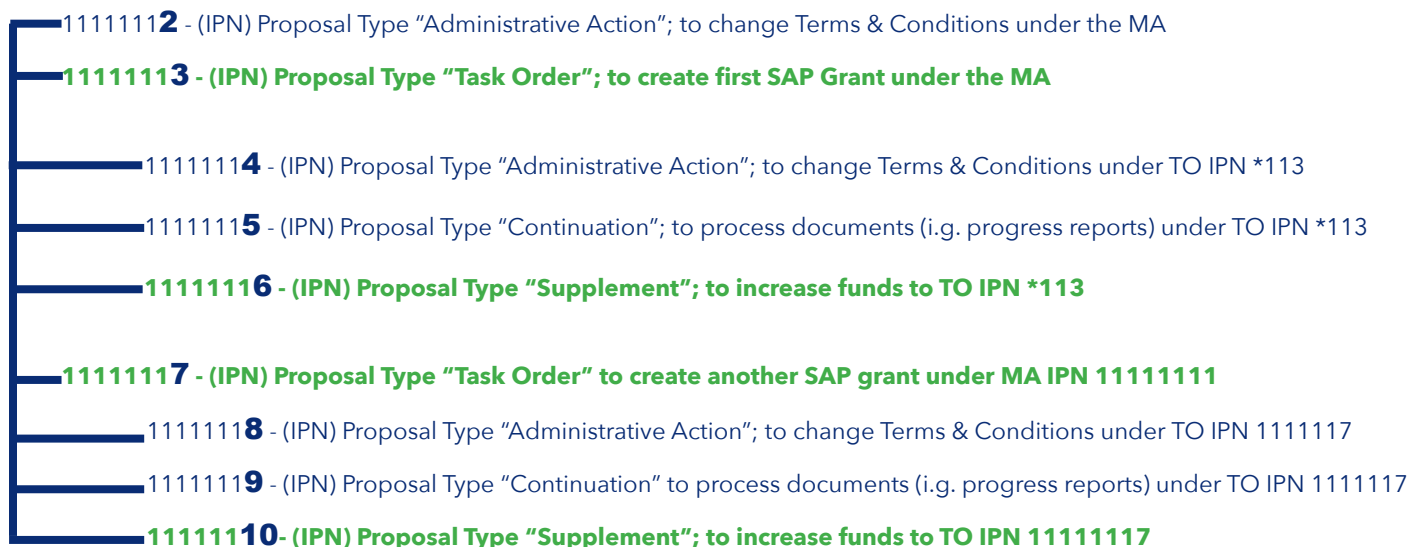 11111112 - (IPN) Proposal Type “Administrative Action”; to change Terms & Conditions under the MA
11111113 - (IPN) Proposal Type “Task Order”; to create first SAP Grant under the MA
11111114 - (IPN) Proposal Type “Administrative Action”; to change Terms & Conditions under TO IPN *113
11111115 - (IPN) Proposal Type “Continuation”; to process documents (i.g. progress reports) under TO IPN *113
11111116 - (IPN) Proposal Type “Supplement”; to increase funds to TO IPN *113
11111117 - (IPN) Proposal Type “Task Order” to create another SAP grant under MA IPN 11111111
11111118 - (IPN) Proposal Type “Administrative Action”; to change Terms & Conditions under TO IPN 1111117
11111119 - (IPN) Proposal Type “Continuation” to process documents (i.g. progress reports) under TO IPN 1111117
11111110- (IPN) Proposal Type “Supplement”; to increase funds to TO IPN 11111117